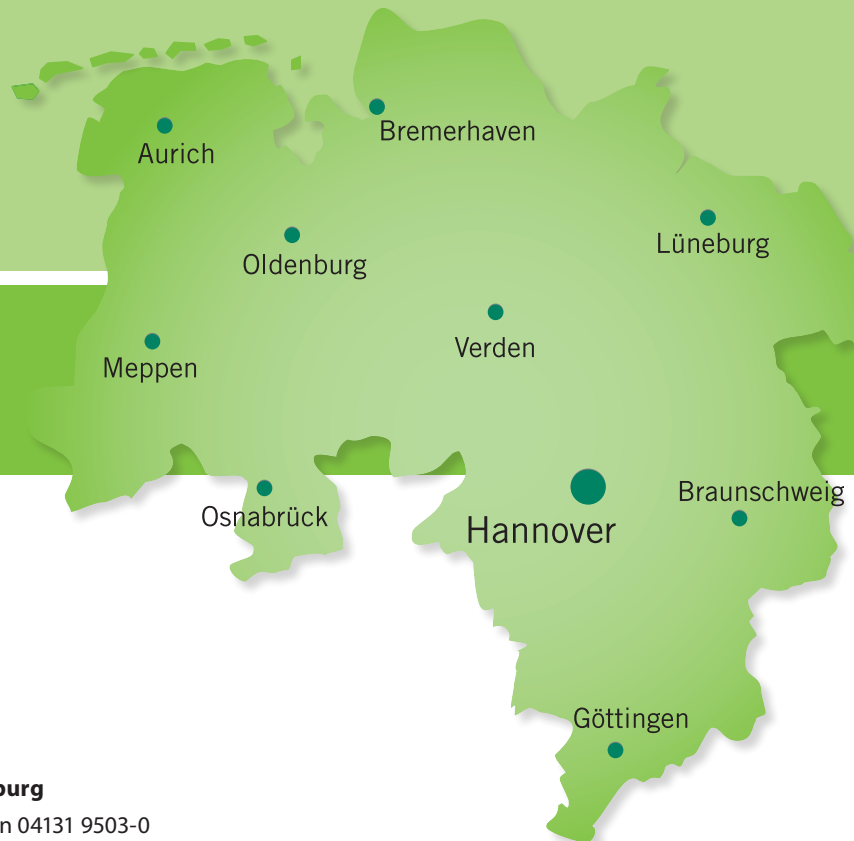 Bremerhaven
Aurich
Lüneburg
Oldenburg
Verden
Meppen
Braunschweig
Osnabrück
Hannover
Göttingen
burg
n 04131 9503-0